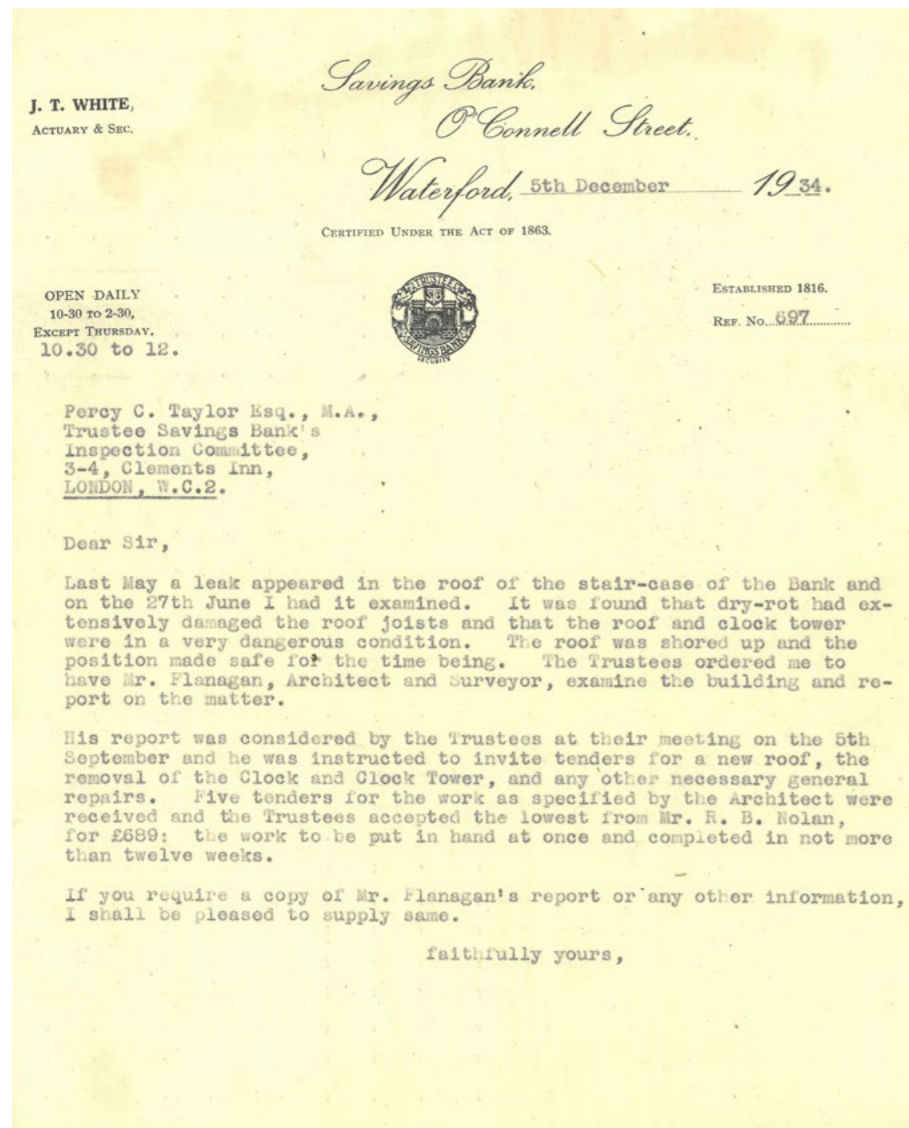 J. T. WHITE,
ACTUARY & SEC.
Savings Bank,
O'Connell Street.
Waterford, 5th December 1934.
CERTIFIED UNDER THE ACT OF 1863.
OPEN DAILY
10-30 TO 2-30,
EXCEPT THURSDAY.
10.30 to 12.
TRUSTEE
SAVINGS BANK
SECURITY
ESTABLISHED 1816.
REF. No. 697
Percy C. Taylor Esq., M.A.,
Trustee Savings Bank's
Inspection Committee,
3-4, Clements Inn,
LONDON, W.C.2.
Dear Sir,
Last May a leak appeared in the roof of the stair-case of the Bank and
on the 27th June I had it examined. It was found that dry-rot had ex-
tensively damaged the roof joists and that the roof and clock tower
were in a very dangerous condition. The roof was shored up and the
position made safe for the time being. The Trustees ordered me to
have Mr. Flanagan, Architect and Surveyor, examine the building and re-
port on the matter.
His report was considered by the Trustees at their meeting on the 5th
September and he was instructed to invite tenders for a new roof, the
removal of the Clock and Clock Tower, and any other necessary general
repairs. Five tenders for the work as specified by the Architect were
received and the Trustees accepted the lowest from Mr. R. B. Nolan,
for £689: the work to be put in hand at once and completed in not more
than twelve weeks.
If you require a copy of Mr. Flanagan's report or any other information,
I shall be pleased to supply same.
faithfully yours,